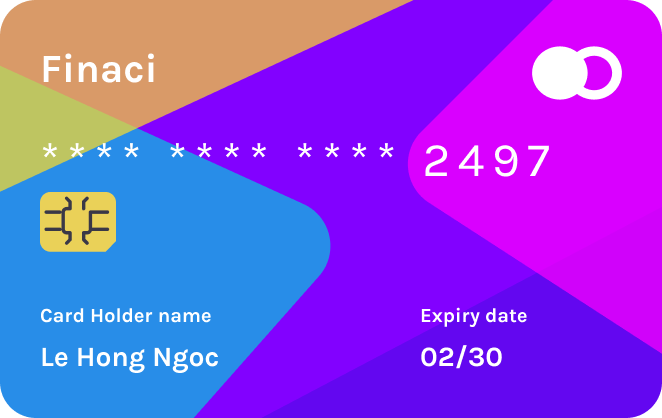 Finaci
**** **** **** 2497
Card Holder name
Expiry date
Le Hong Ngoc
02/30